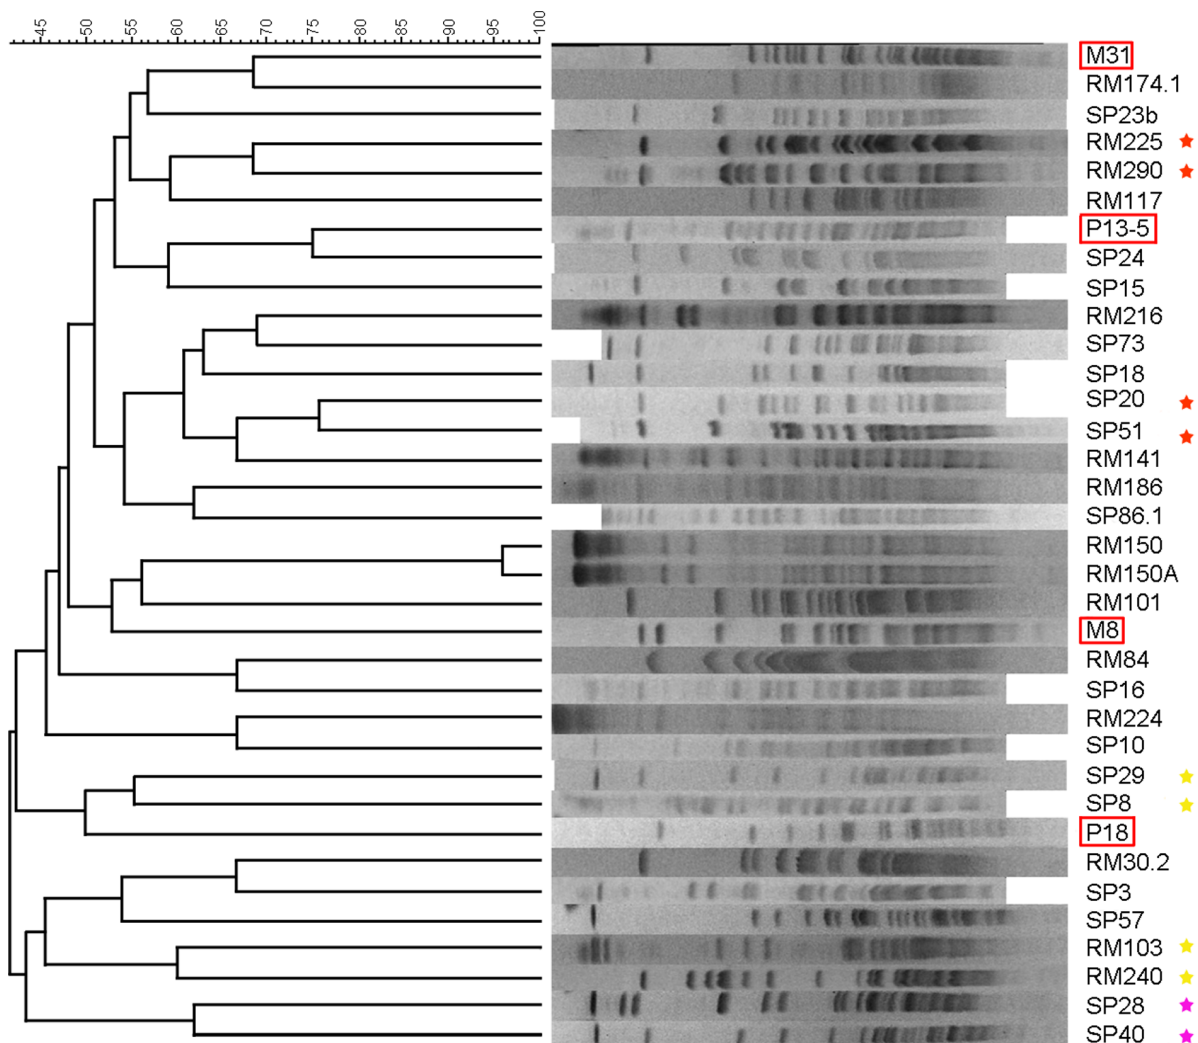 45 50 55 60 65 70 75 80 85 90 95 100
M31
RM174.1
SP23b
RM225
RM290
RM117
P13-5
SP24
SP15
RM216
SP73
SP18
SP20
SP51
RM141
RM186
SP86.1
RM150
RM150A
RM101
M8
RM84
SP16
RM224
SP10
SP29
SP8
P18
RM30.2
SP3
SP57
RM103
RM240
SP28
SP40